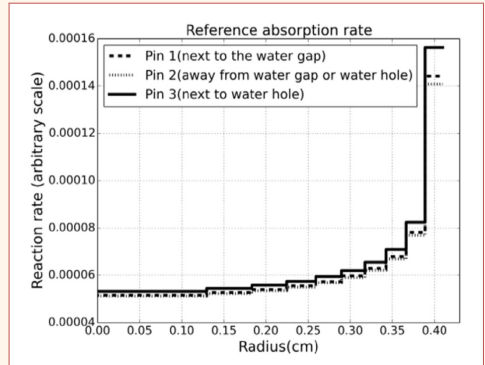 Reference absorption rate
0.00016
0.00014
0.00012
0.00010
0.00008
0.00006
0.00004
Reaction rate (arbitrary scale)
Pin 1(next to the water gap)
Pin 2(away from water gap or water hole)
Pin 3(next to water hole)
0.00 0.05 0.10 0.15 0.20 0.25 0.30 0.35 0.40
Radius(cm)